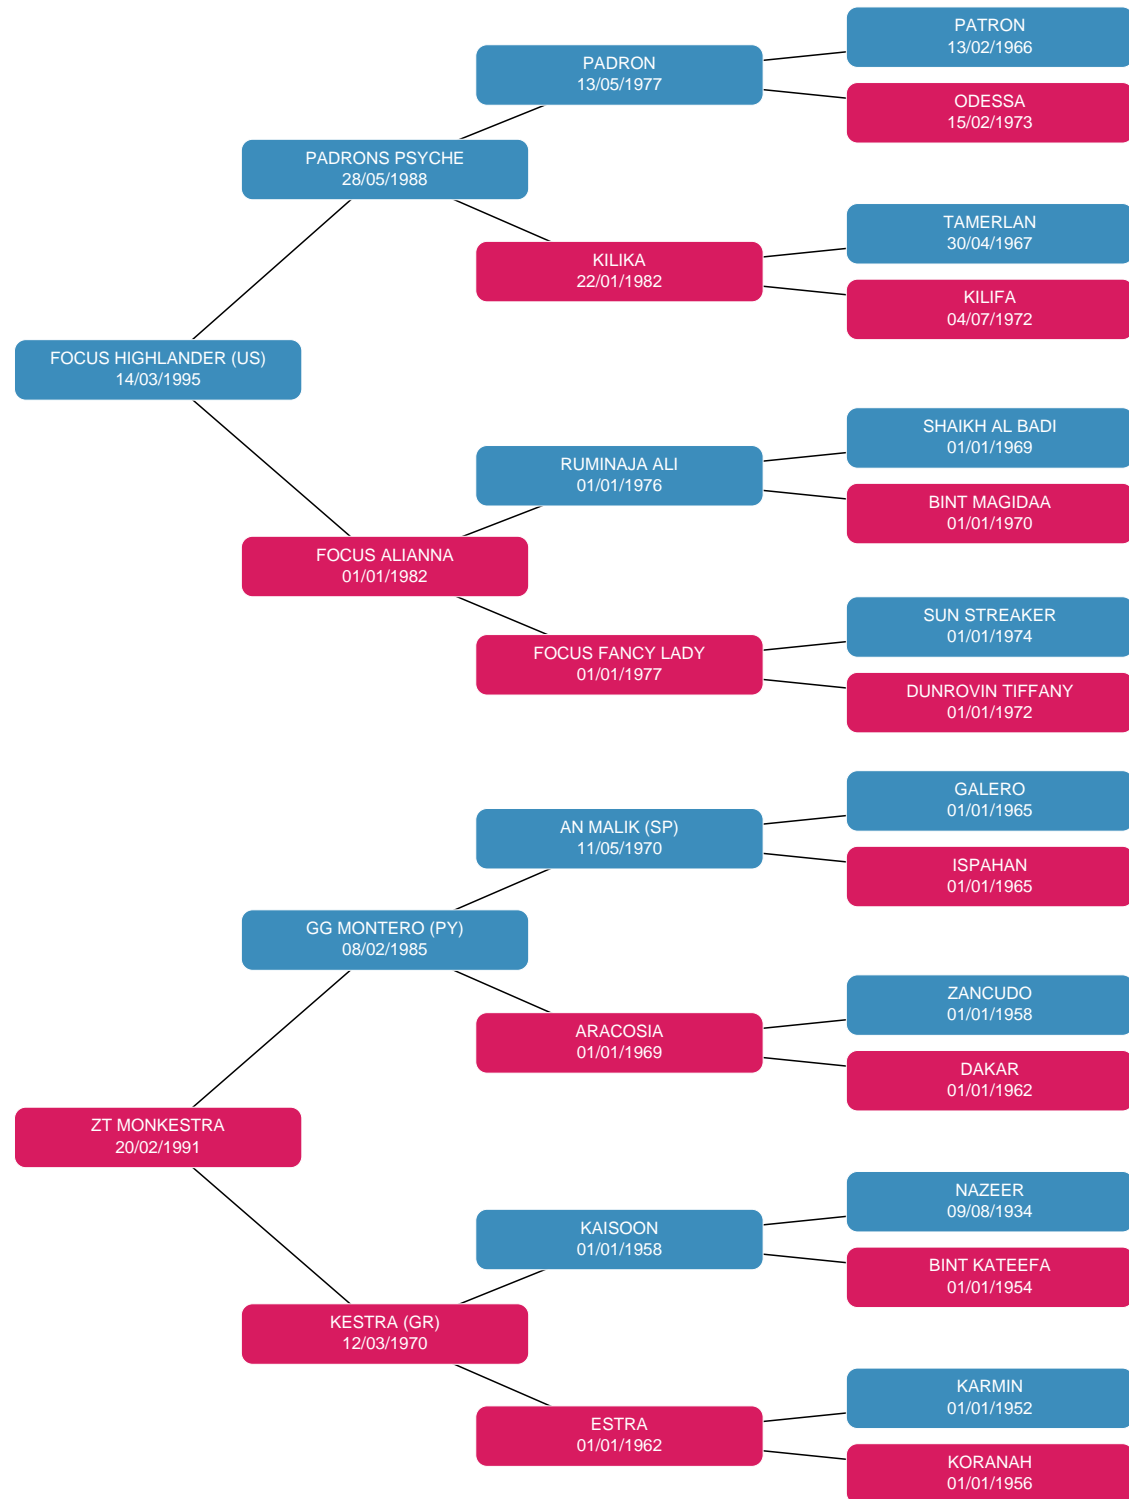 PATRON
13/02/1966
PADRON
13/05/1977
ODESSA
15/02/1973
PADRONS PSYCHE
28/05/1988
TAMERLAN
30/04/1967
KILIKA
22/01/1982
KILIFA
04/07/1972
FOCUS HIGHLANDER (US)
14/03/1995
SHAIKH AL BADI
01/01/1969
RUMINAJA ALI
01/01/1976
BINT MAGIDAA
01/01/1970
FOCUS ALIANNA
01/01/1982
SUN STREAKER
01/01/1974
FOCUS FANCY LADY
01/01/1977
DUNROVIN TIFFANY
01/01/1972
GALERO
01/01/1965
AN MALIK (SP)
11/05/1970
ISPAHAN
01/01/1965
GG MONTERO (PY)
08/02/1985
ZANCUDO
01/01/1958
ARACOSIA
01/01/1969
DAKAR
01/01/1962
ZT MONKESTRA
20/02/1991
NAZEER
09/08/1934
KAISOON
01/01/1958
BINT KATEEFA
01/01/1954
KESTRA (GR)
12/03/1970
KARMIN
01/01/1952
ESTRA
01/01/1962
KORANAH
01/01/1956